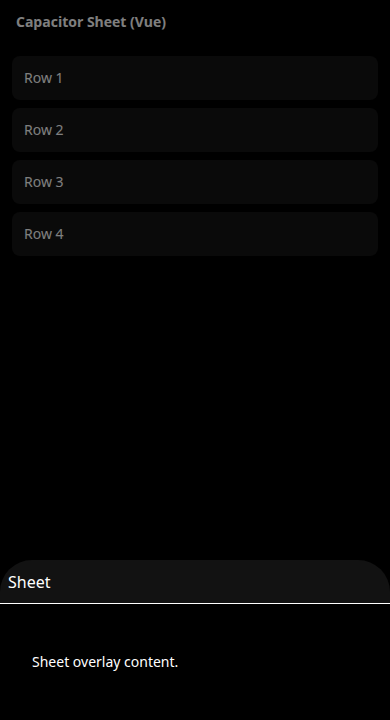 Capacitor Sheet (Vue)
Row 1
Row 2
Row 3
Row 4
Sheet
Sheet overlay content.